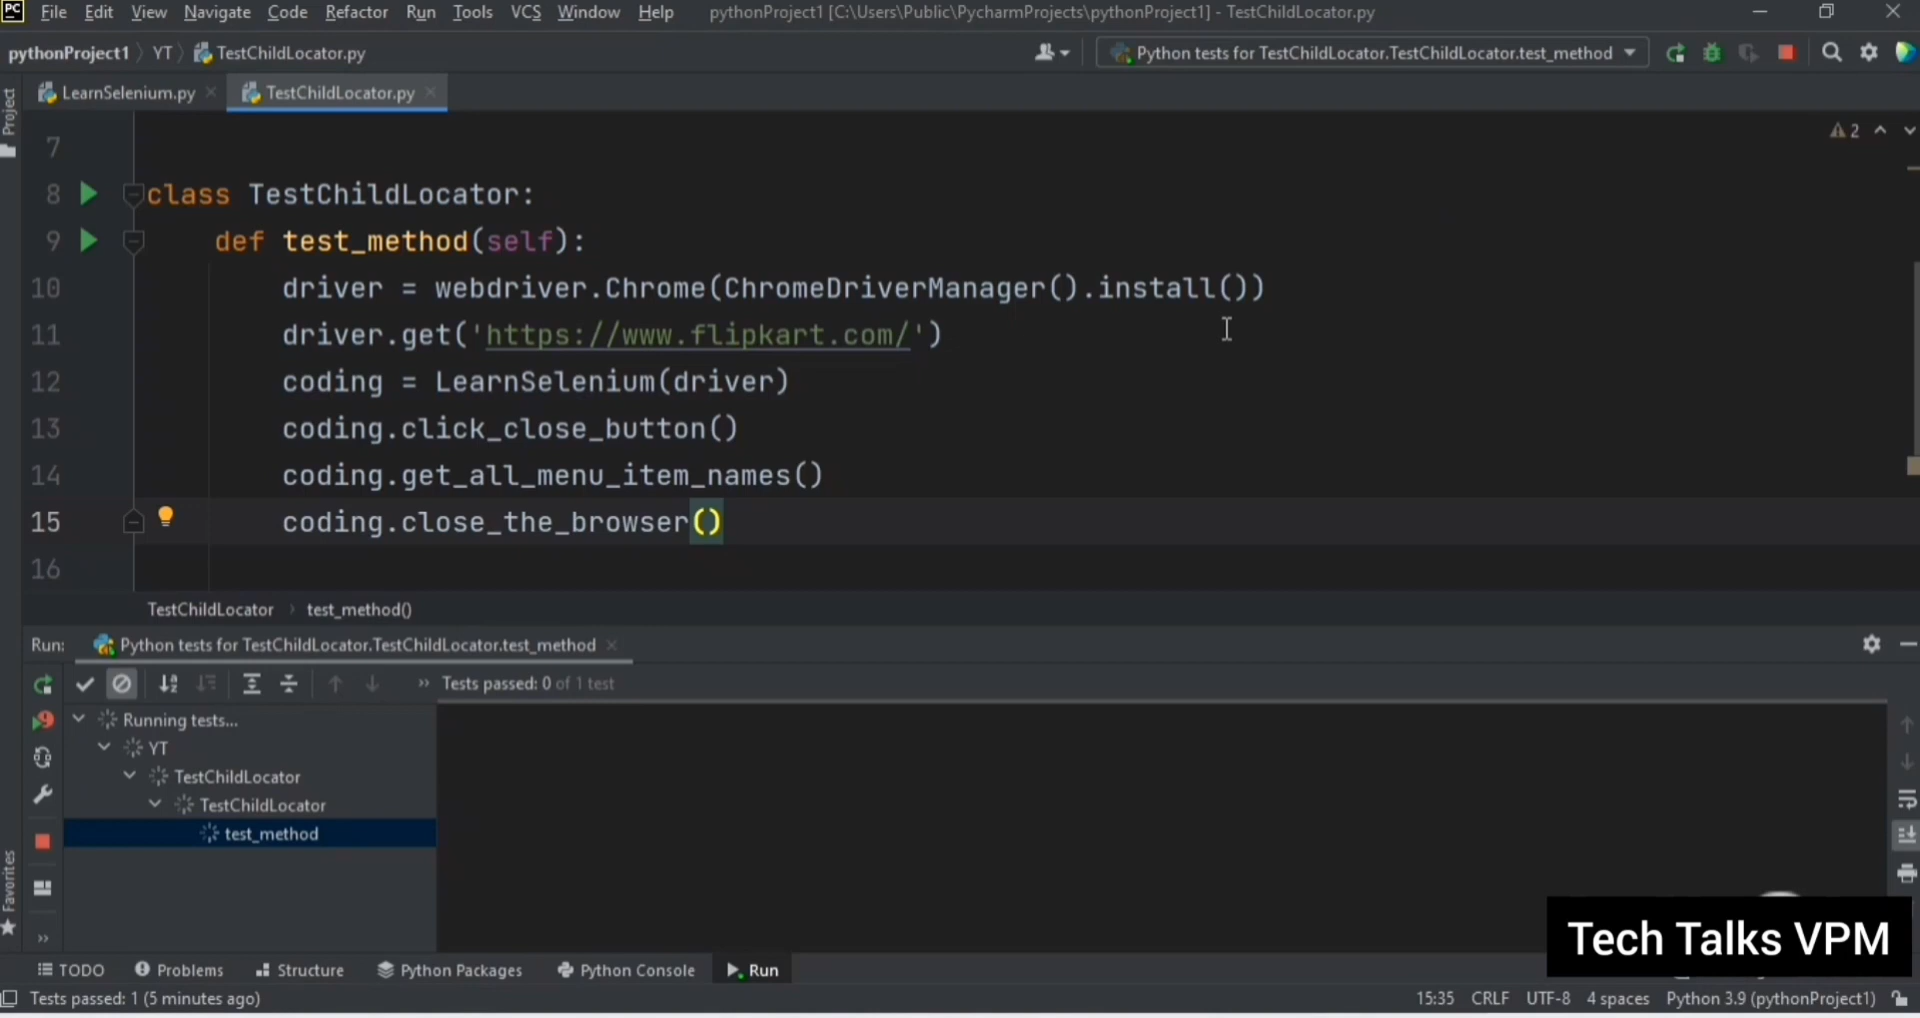 PC File Edit View Navigate Code Refactor Run Tools VCS Window Help pythonProject1 [C:\Users\Public\PycharmProjects\pythonProject1] - TestChildLocator.py
pythonProject1 YT TestChildLocator.py Python tests for TestChildLocator.TestChildLocator.test_method
Project
LearnSelenium.py TestChildLocator.py
2
7
8 class TestChildLocator:
9 def test_method(self):
10 driver = webdriver.Chrome(ChromeDriverManager().install())
11 driver.get('https://www.flipkart.com/')
12 coding = LearnSelenium(driver)
13 coding.click_close_button()
14 coding.get_all_menu_item_names()
15 coding.close_the_browser()
16
TestChildLocator test_method()
Run: Python tests for TestChildLocator.TestChildLocator.test_method
Tests passed: 0 of 1 test
Running tests...
YT
TestChildLocator
TestChildLocator
test_method
Favorites
Tech Talks VPM
TODO Problems Structure Python Packages Python Console Run
Tests passed: 1 (5 minutes ago) 15:35 CRLF UTF-8 4 spaces Python 3.9 (pythonProject1)